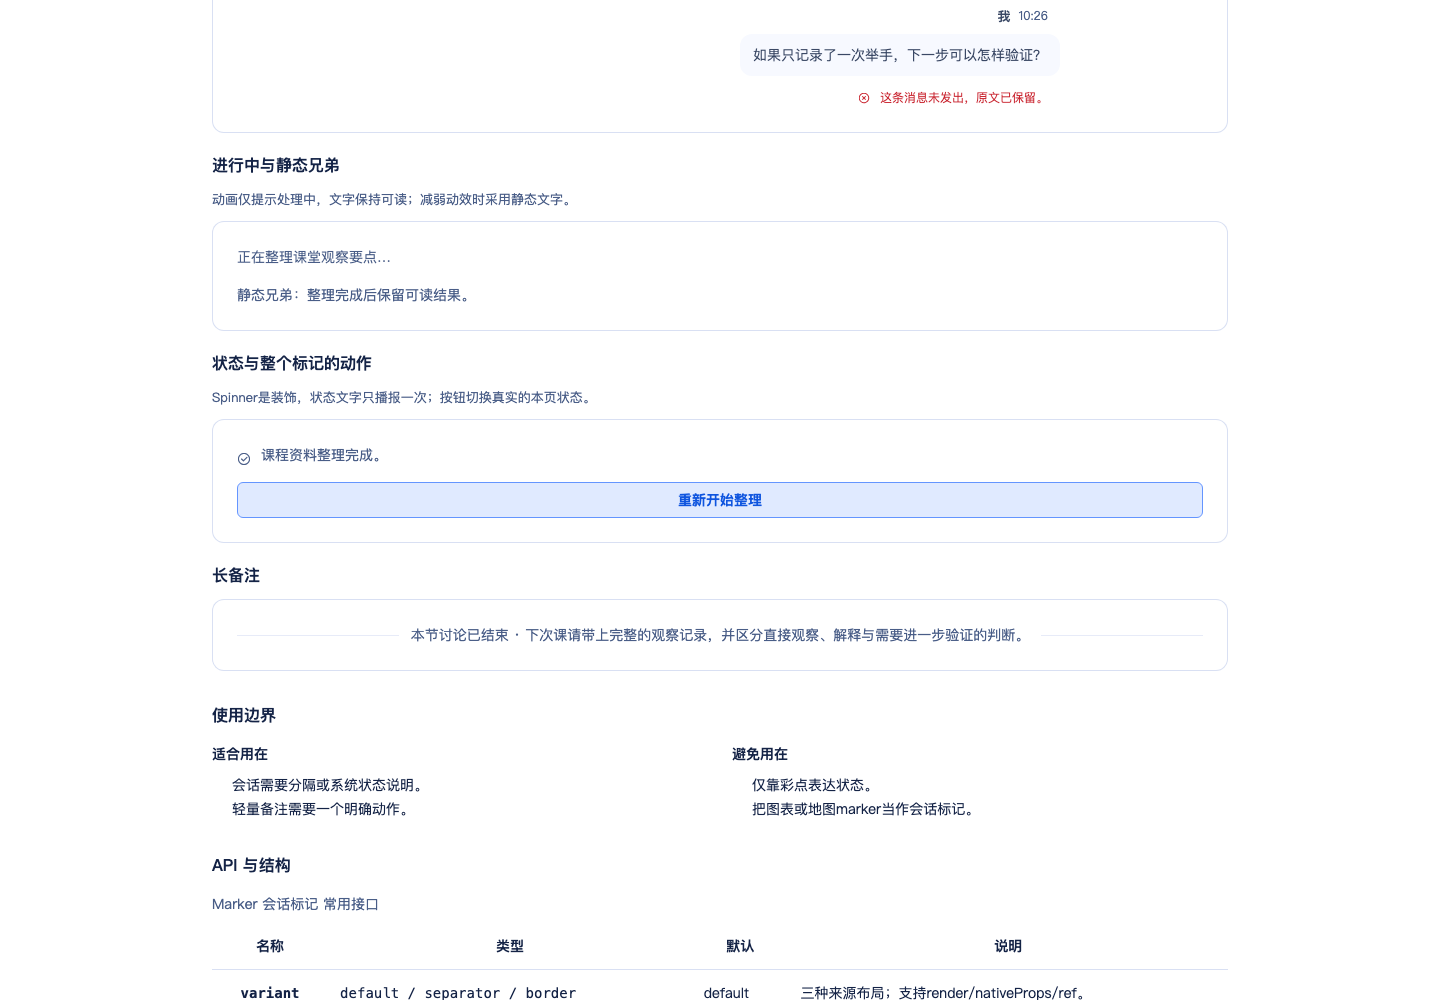 我 10:26
如果只记录了一次举手，下一步可以怎样验证？
这条消息未发出，原文已保留。
进行中与静态兄弟
动画仅提示处理中，文字保持可读；减弱动效时采用静态文字。
正在整理课堂观察要点…
静态兄弟：整理完成后保留可读结果。
状态与整个标记的动作
Spinner是装饰，状态文字只播报一次；按钮切换真实的本页状态。
课程资料整理完成。
重新开始整理
长备注
本节讨论已结束 · 下次课请带上完整的观察记录，并区分直接观察、解释与需要进一步验证的判断。
使用边界
适合用在
会话需要分隔或系统状态说明。
轻量备注需要一个明确动作。
避免用在
仅靠彩点表达状态。
把图表或地图marker当作会话标记。
API 与结构
Marker 会话标记 常用接口
名称 类型 默认 说明
variant default / separator / border default 三种来源布局；支持render/nativeProps/ref。